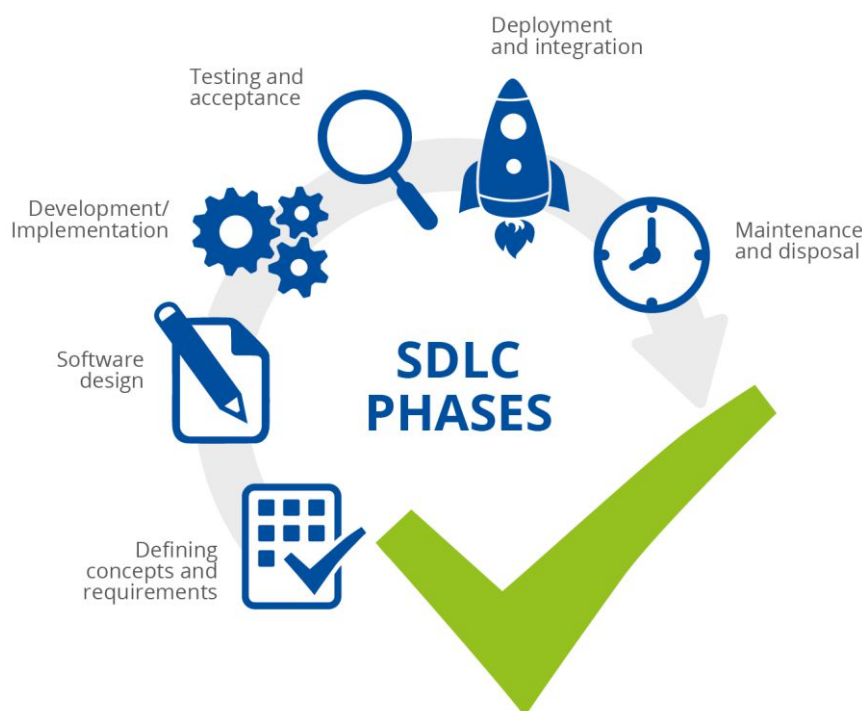 Deployment
and integration
Testing and
acceptance
Development/
Implementation
Maintenance
and disposal
Software
design
SDLC
PHASES
Defining
concepts and
requirements